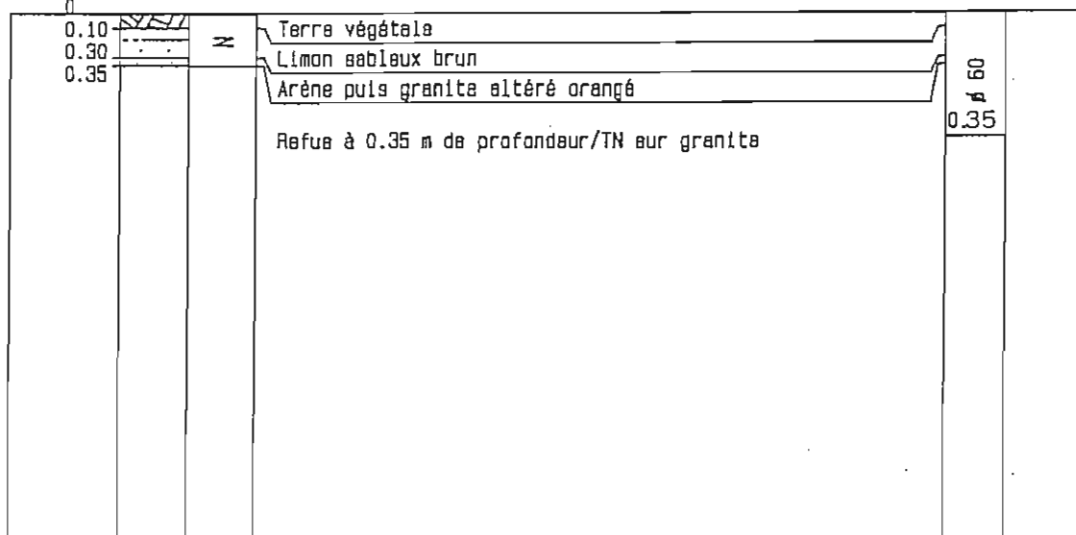 0
0.10
Terre végétale
0.30
Limon sableux brun
0.35
Arène puis granite altéré orangé
N
ø 60
0.35
Refus à 0.35 m de profondeur/TN sur granite